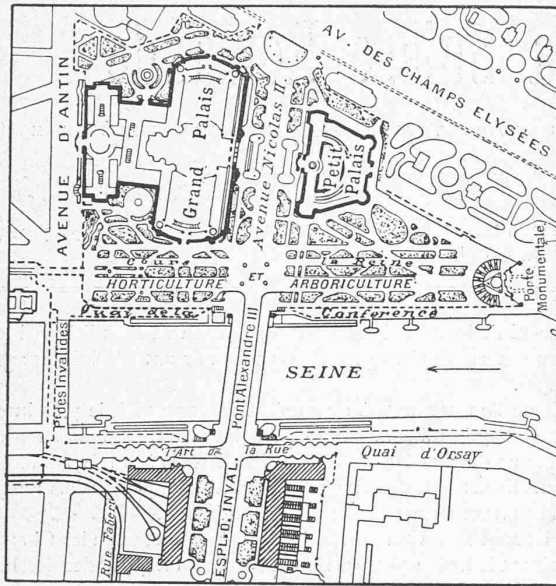 AV. DES CHAMPS ELYSÉES
AVENUE D'ANTIN
Grand Palais
Avenue Nicolas II
Petit Palais
Cours la Reine
HORTICULTURE ET ARBORICULTURE
Porte Monumentale
Quai de la Conférence
Pt des Invalides
Pont Alexandre III
SEINE
l'Art de la Rue
Quai d'Orsay
Rue Fabert
ESPL. D. INVAL.